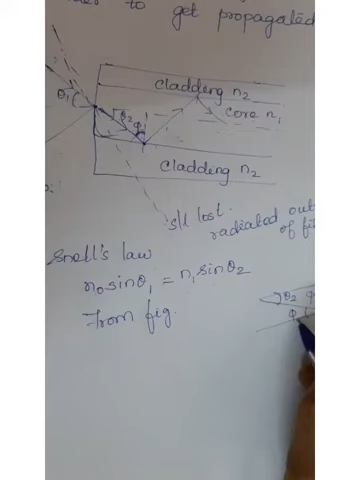 to get propagated
cladding n2
θ1
θ2
φ
core n1
cladding n2
s'll lost.
radiated out
of fi
Snell's law
n0 sinθ1 = n1 sinθ2
From fig.
θ2 φ
φ